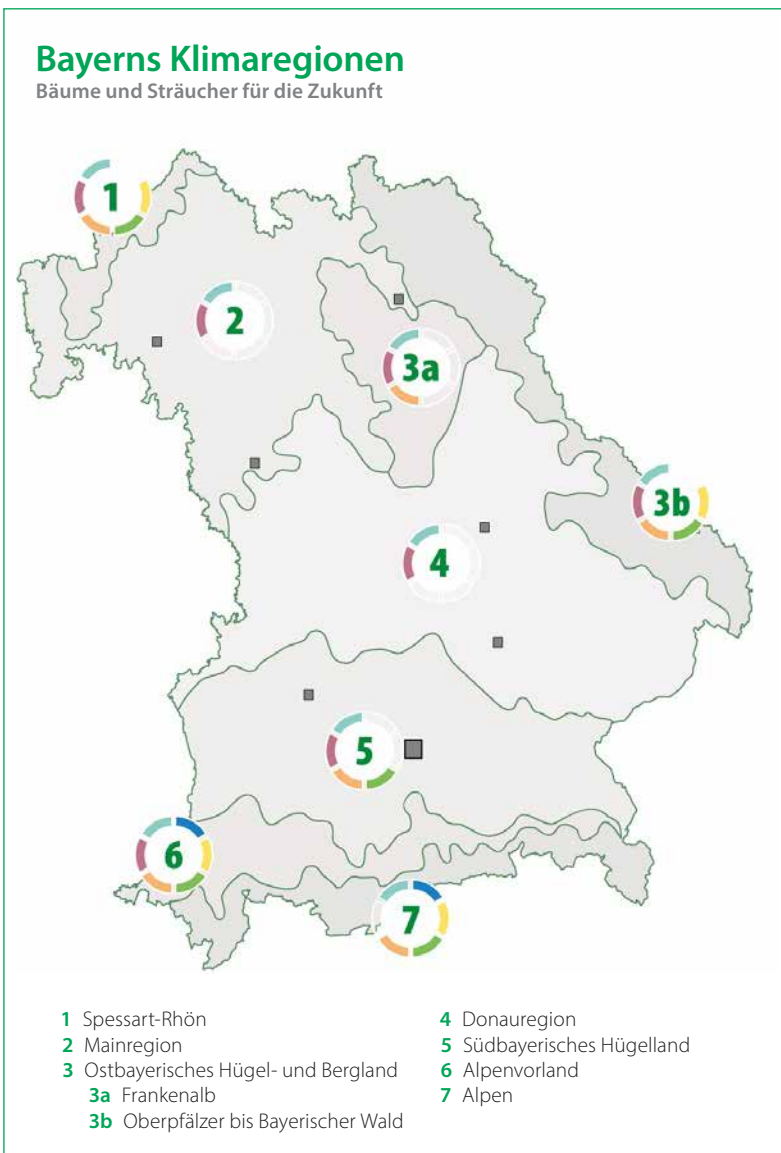 Bayerns Klimaregionen
Bäume und Sträucher für die Zukunft
1
2
3a
3b
4
5
6
7
1 Spessart-Rhön
2 Mainregion
3 Ostbayerisches Hügel- und Bergland
3a Frankenalb
3b Oberpfälzer bis Bayerischer Wald
4 Donauregion
5 Südbayerisches Hügelland
6 Alpenvorland
7 Alpen